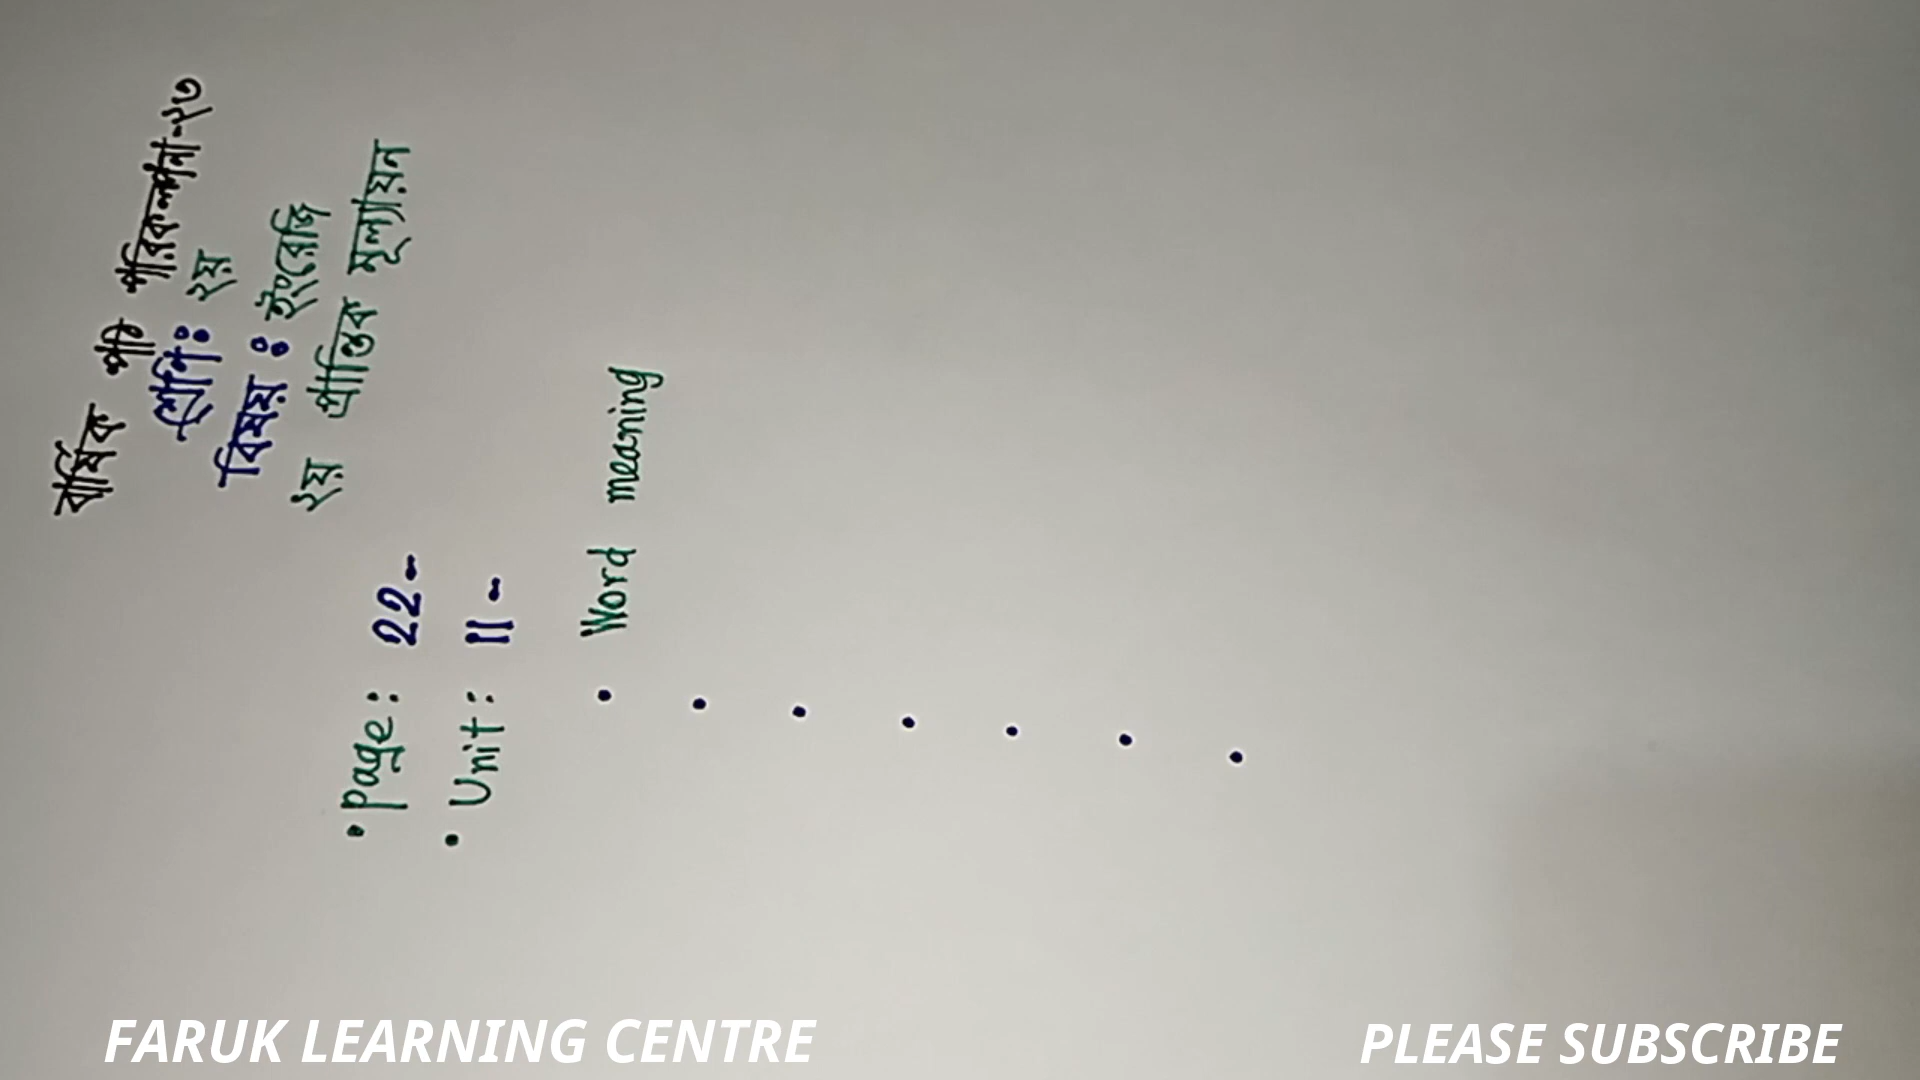 বার্ষিক পাঠ পরিকল্পনা-২৩
শ্রেণি: ২য়
বিষয়: ইংরেজি
২য় প্রান্তিক মূল্যায়ন
• Page: 22-
• Unit: 11-
• Word meaning
•
•
•
•
•
•
FARUK LEARNING CENTRE
PLEASE SUBSCRIBE